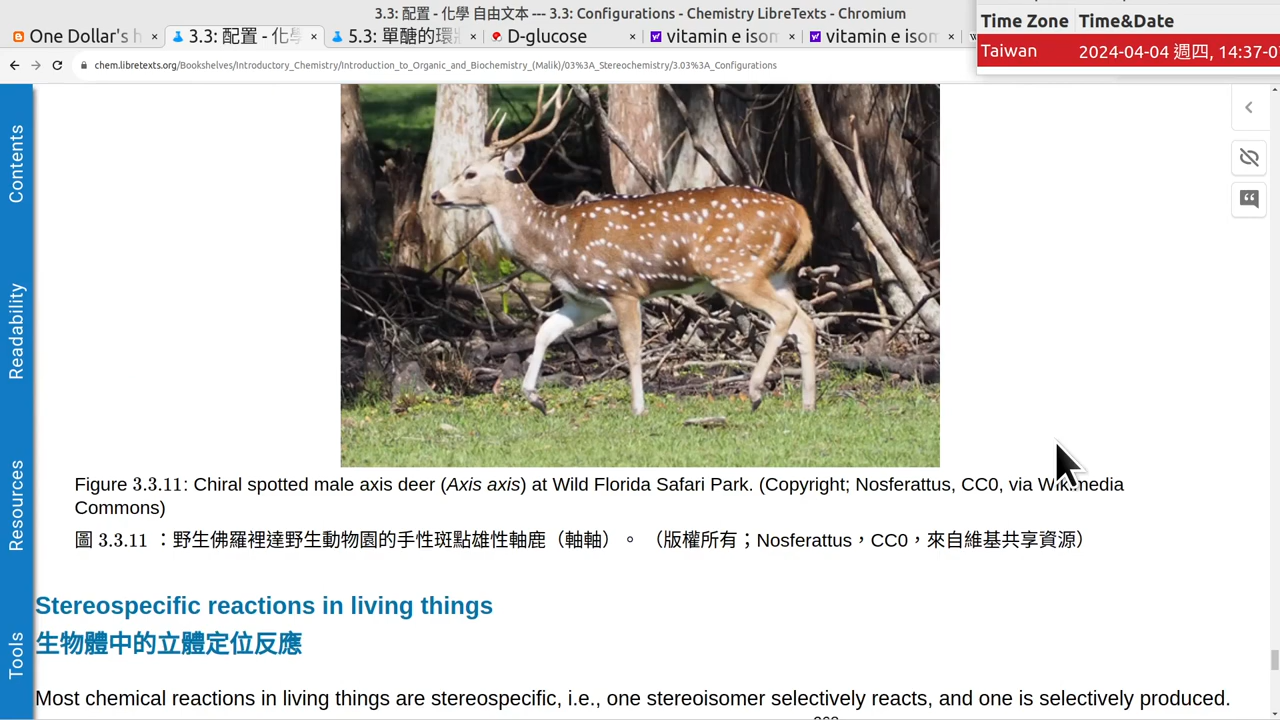 3.3: 配置 - 化學 自由文本 --- 3.3: Configurations - Chemistry LibreTexts - Chromium
Time Zone Time&Date
One Dollar's h
3.3: 配置 - 化學
5.3: 單醣的環
D-glucose
vitamin e isom
vitamin e isom
Taiwan 2024-04-04 週四, 14:37-0
chem.libretexts.org/Bookshelves/Introductory_Chemistry/Introduction_to_Organic_and_Biochemistry_(Malik)/03%3A_Stereochemistry/3.03%3A_Configurations
Contents
Readability
Resources
Tools
Figure 3.3.11: Chiral spotted male axis deer (Axis axis) at Wild Florida Safari Park. (Copyright; Nosferattus, CC0, via Wikimedia
Commons)
圖 3.3.11 ：野生佛羅裡達野生動物園的手性斑點雄性軸鹿（軸軸）。 （版權所有；Nosferattus，CC0，來自維基共享資源）
Stereospecific reactions in living things
生物體中的立體定位反應
Most chemical reactions in living things are stereospecific, i.e., one stereoisomer selectively reacts, and one is selectively produced.